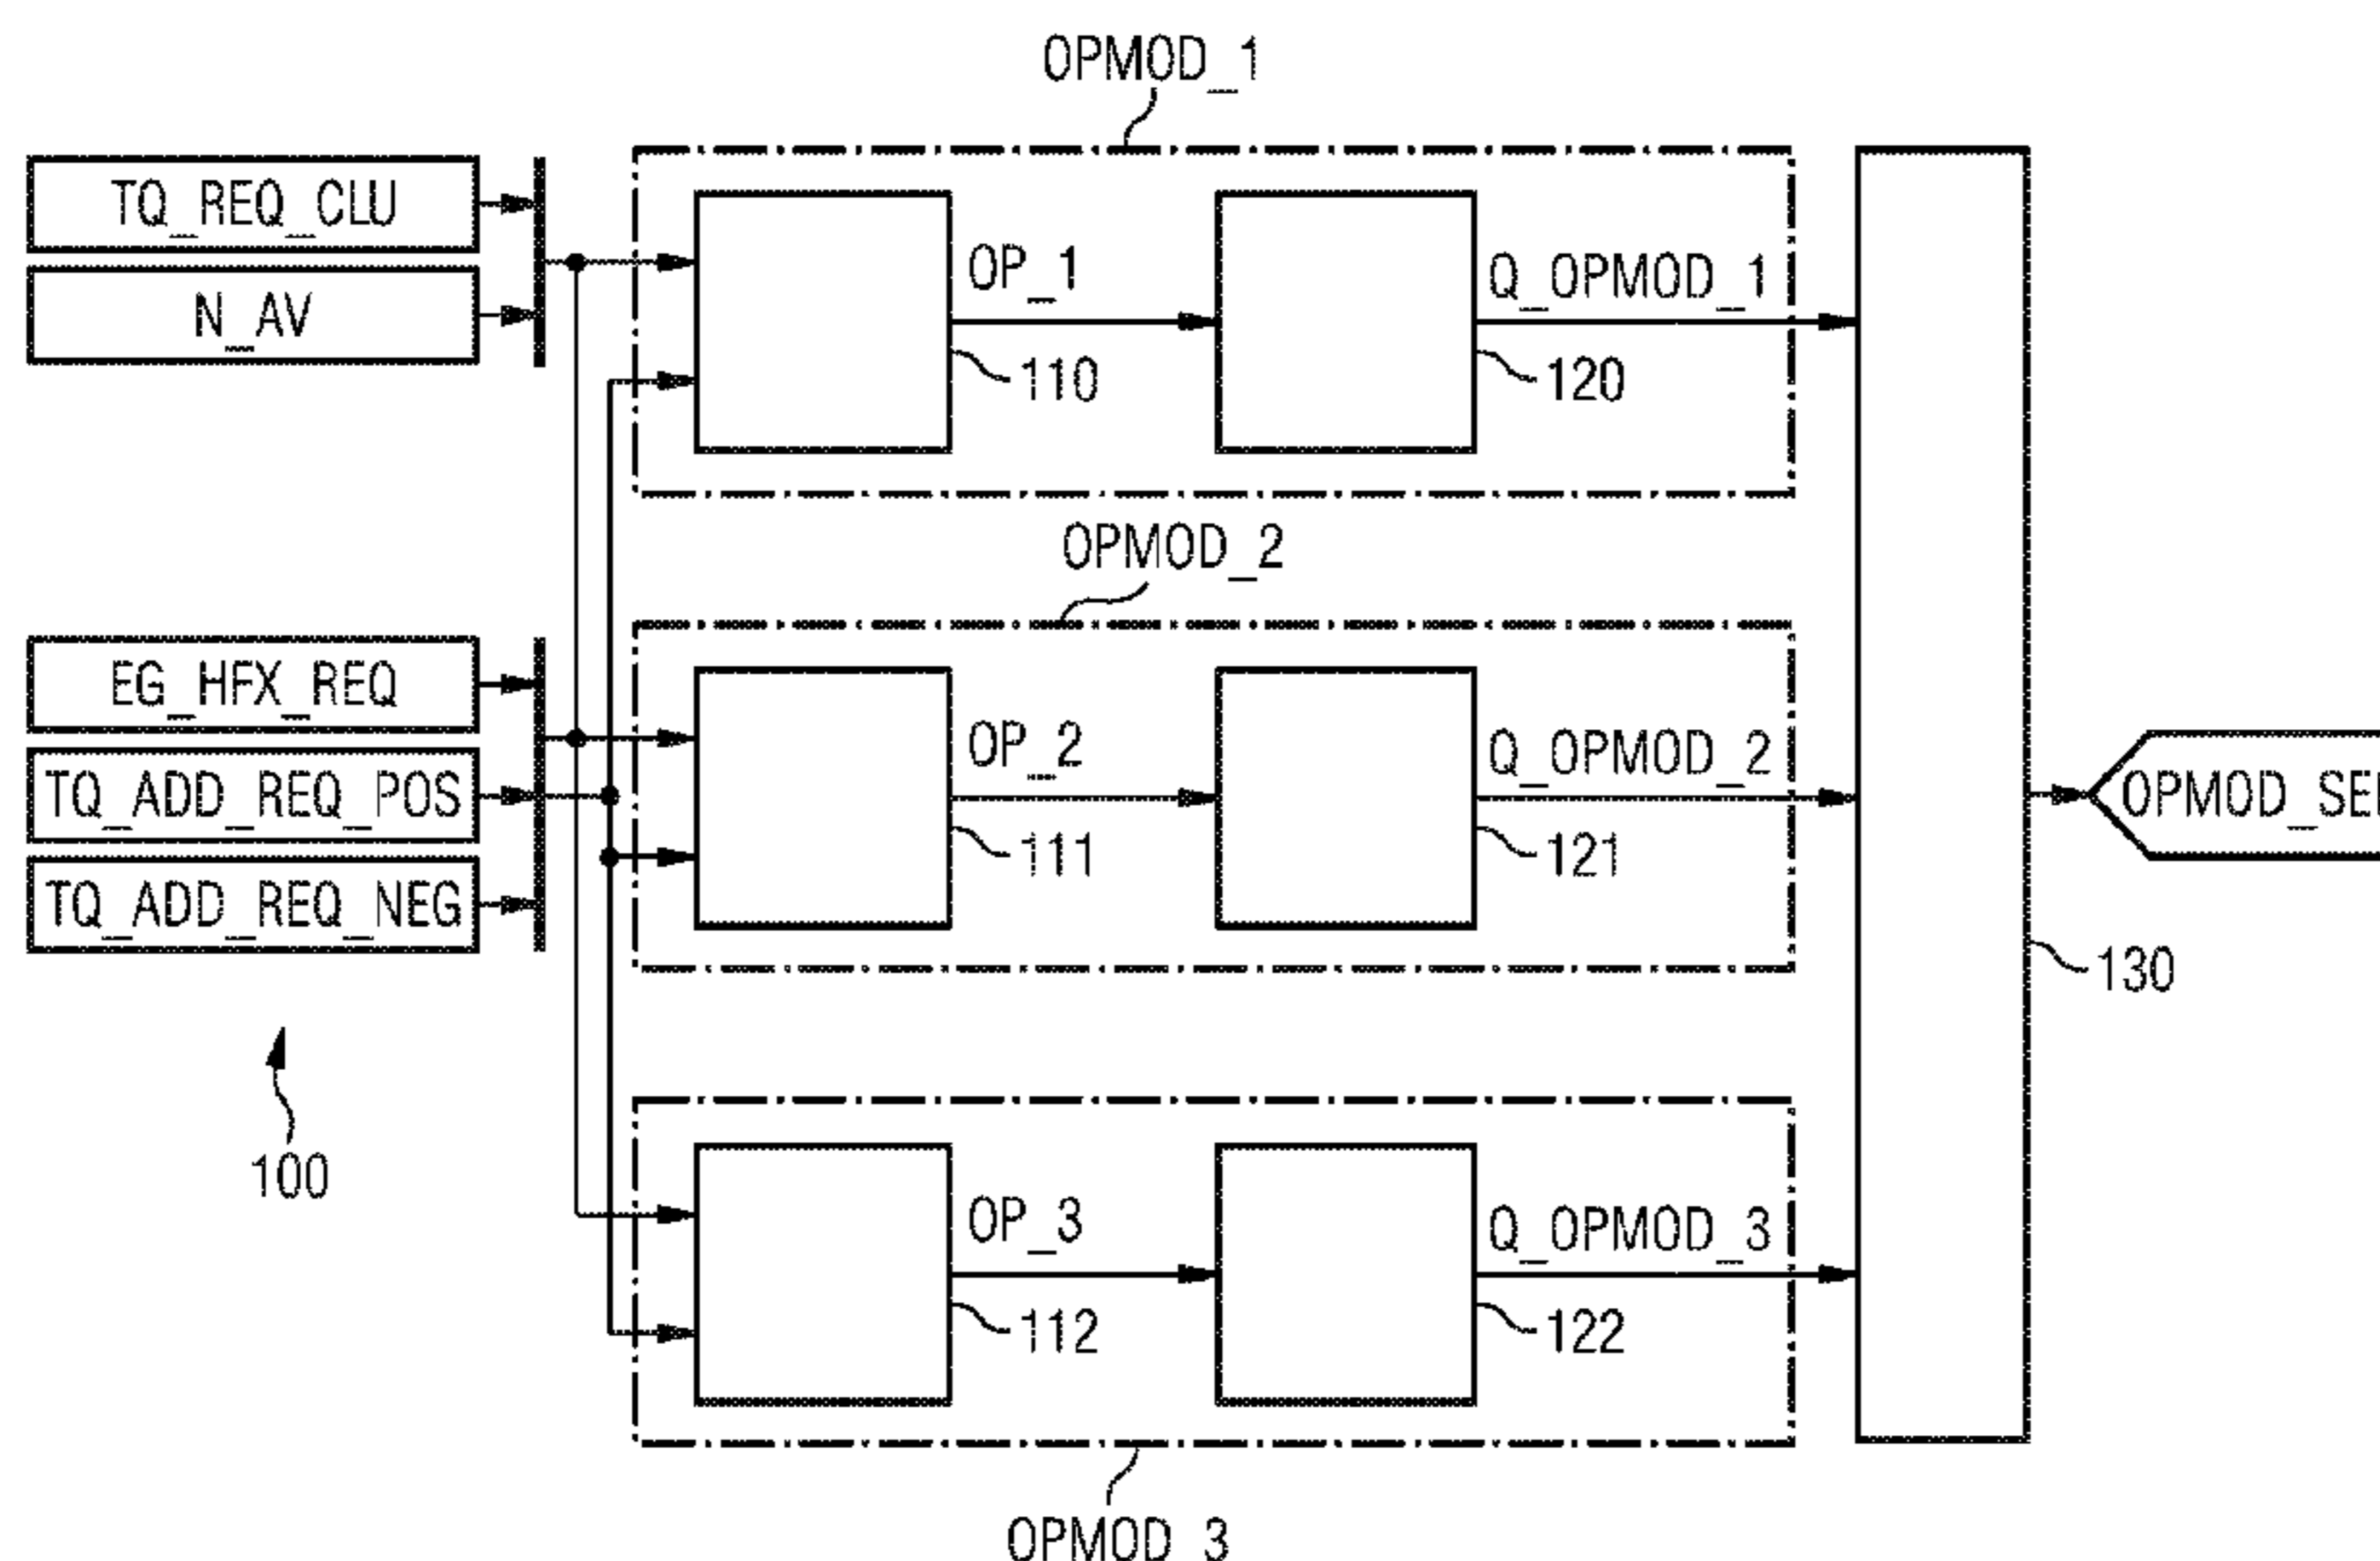 OPMOD_1
TQ_REQ_CLU
N_AV
OP_1
Q_OPMOD_1
110
120
OPMOD_2
EG_HFX_REQ
TQ_ADD_REQ_POS
TQ_ADD_REQ_NEG
OP_2
Q_OPMOD_2
111
121
OPMOD_SE
130
100
OP_3
Q_OPMOD_3
112
122
OPMOD_3